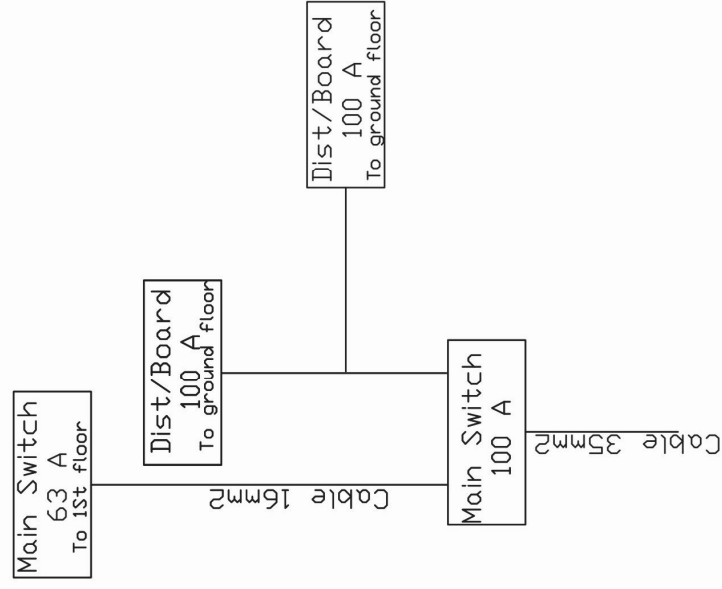 Main Switch
63 A
To 1St floor
Dist/Board
100 A
To ground floor
Dist/Board
100 A
To ground floor
Main Switch
100 A
Cable 16mm2
Cable 35mm2